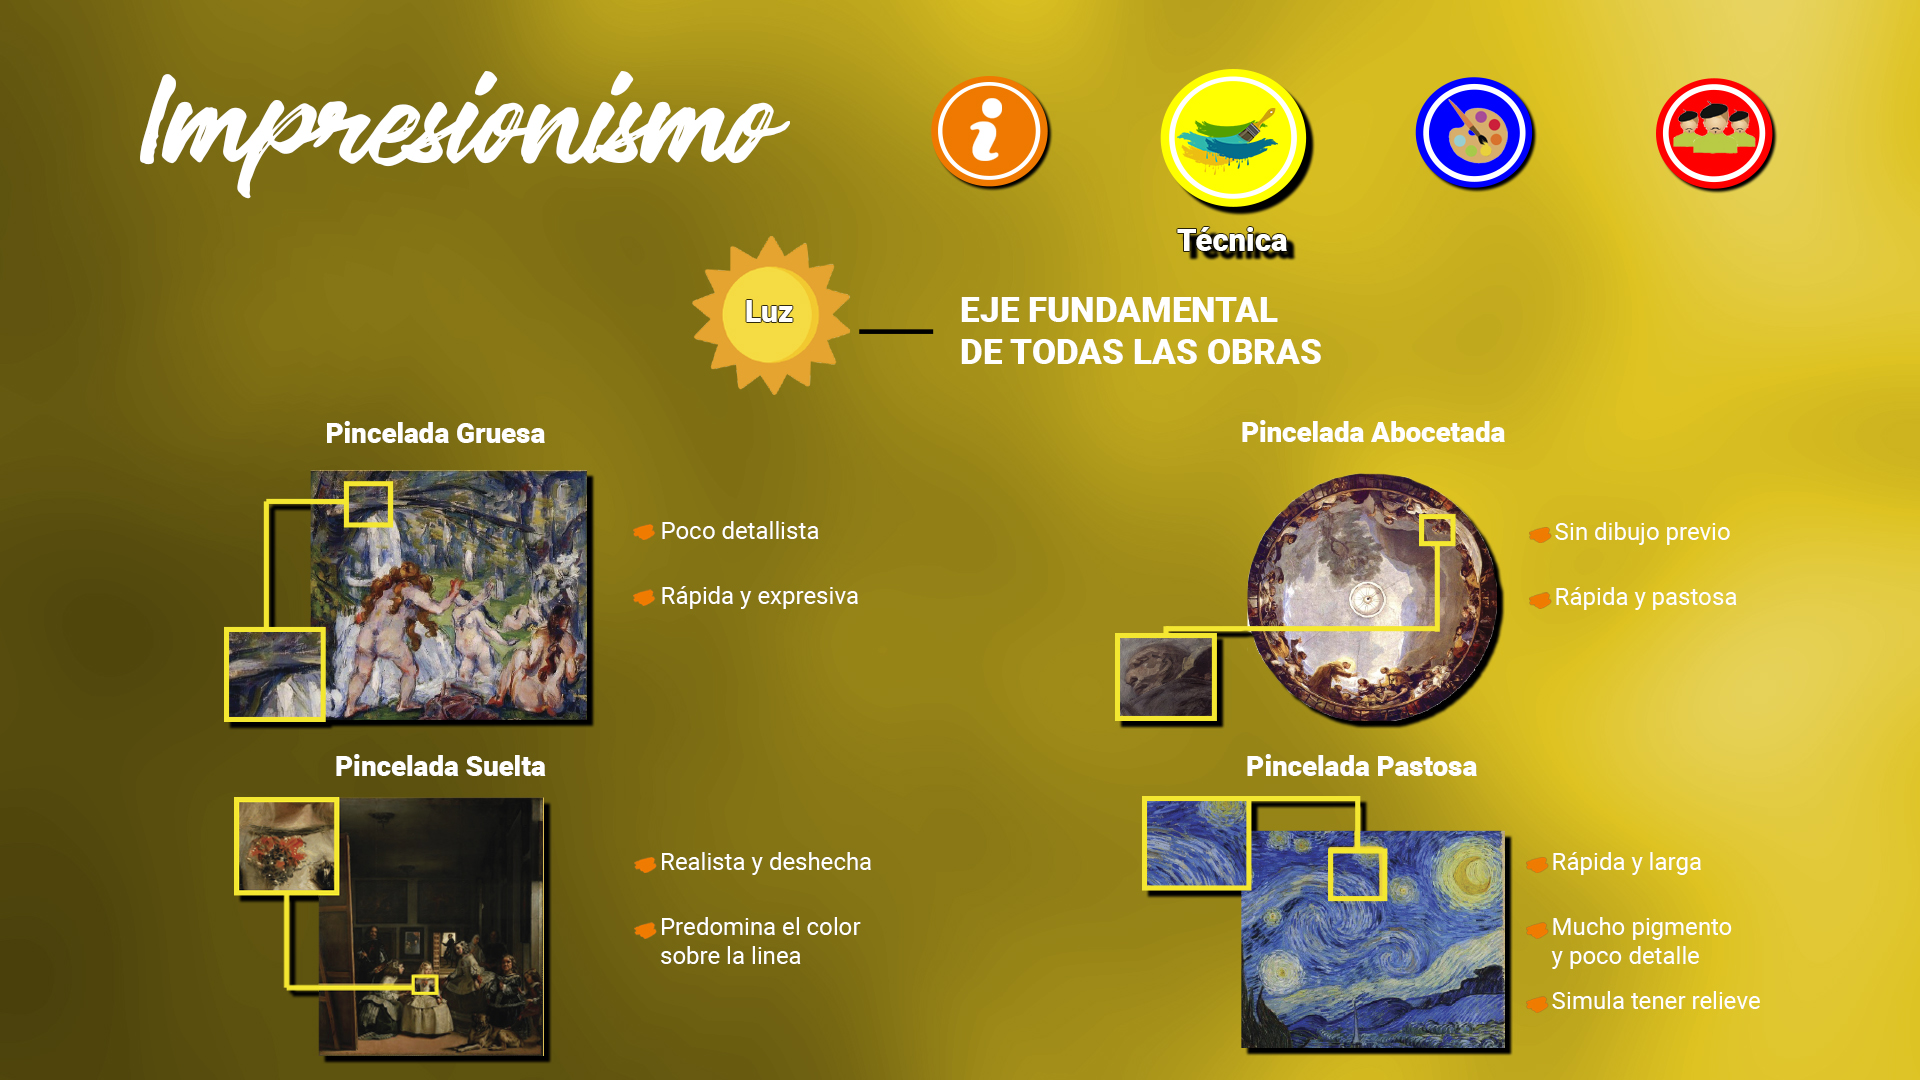 Impresionismo
Técnica
Luz
EJE FUNDAMENTAL
DE TODAS LAS OBRAS
Pincelada Gruesa
Poco detallista
Rápida y expresiva
Pincelada Abocetada
Sin dibujo previo
Rápida y pastosa
Pincelada Suelta
Realista y deshecha
Predomina el color
sobre la linea
Pincelada Pastosa
Rápida y larga
Mucho pigmento
y poco detalle
Simula tener relieve